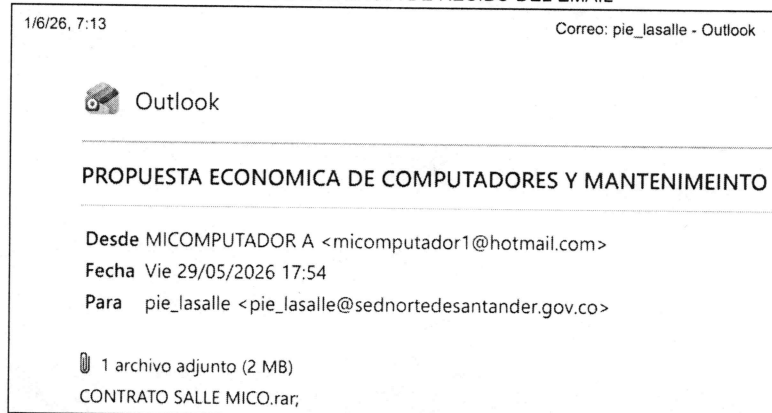 1/6/26, 7:13
Correo: pie_lasalle - Outlook
Outlook
PROPUESTA ECONOMICA DE COMPUTADORES Y MANTENIMEINTO
Desde MICOMPUTADOR A <micomputador1@hotmail.com>
Fecha Vie 29/05/2026 17:54
Para pie_lasalle <pie_lasalle@sednortedesantander.gov.co>
1 archivo adjunto (2 MB)
CONTRATO SALLE MICO.rar;